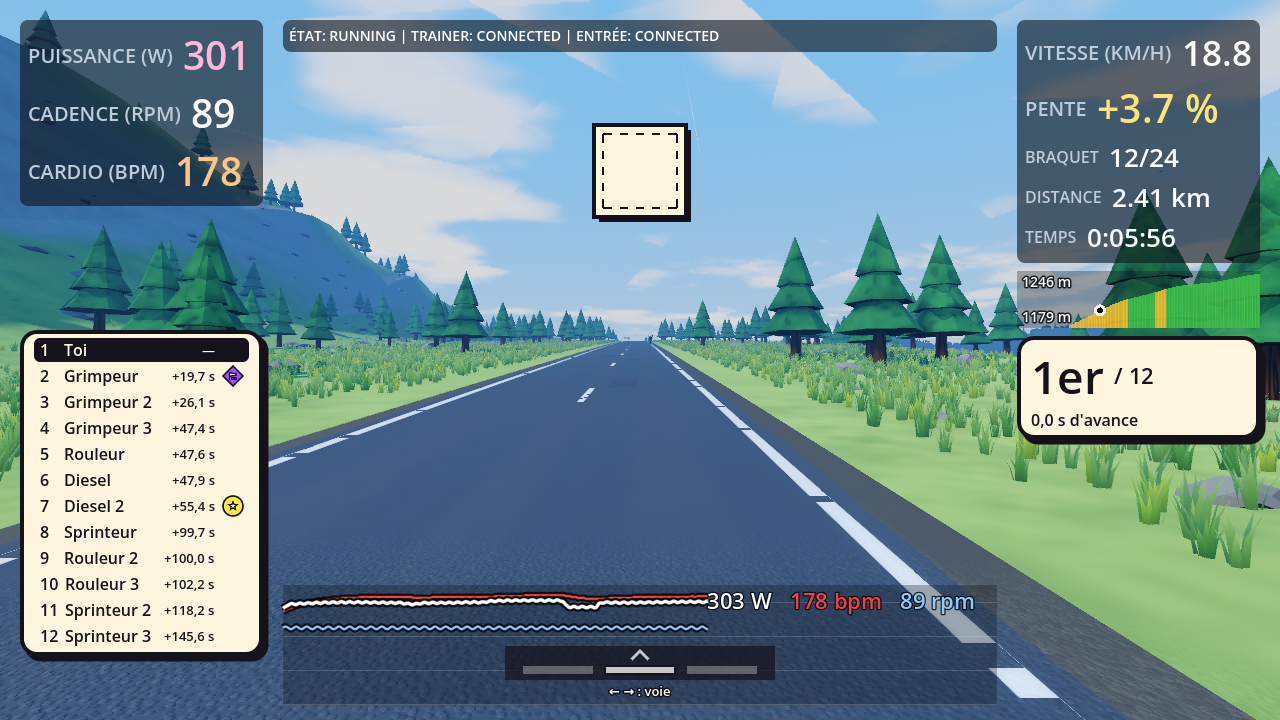 PUISSANCE (W) 301
CADENCE (RPM) 89
CARDIO (BPM) 178
ÉTAT: RUNNING | TRAINER: CONNECTED | ENTRÉE: CONNECTED
VITESSE (KM/H) 18.8
PENTE +3.7 %
BRAQUET 12/24
DISTANCE 2.41 km
TEMPS 0:05:56
1246 m
1179 m
1er / 12
0,0 s d'avance
1 Toi —
2 Grimpeur +19,7 s
3 Grimpeur 2 +26,1 s
4 Grimpeur 3 +47,4 s
5 Rouleur +47,6 s
6 Diesel +47,9 s
7 Diesel 2 +55,4 s
8 Sprinteur +99,7 s
9 Rouleur 2 +100,0 s
10 Rouleur 3 +102,2 s
11 Sprinteur 2 +118,2 s
12 Sprinteur 3 +145,6 s
303 W 178 bpm 89 rpm
← → : voie